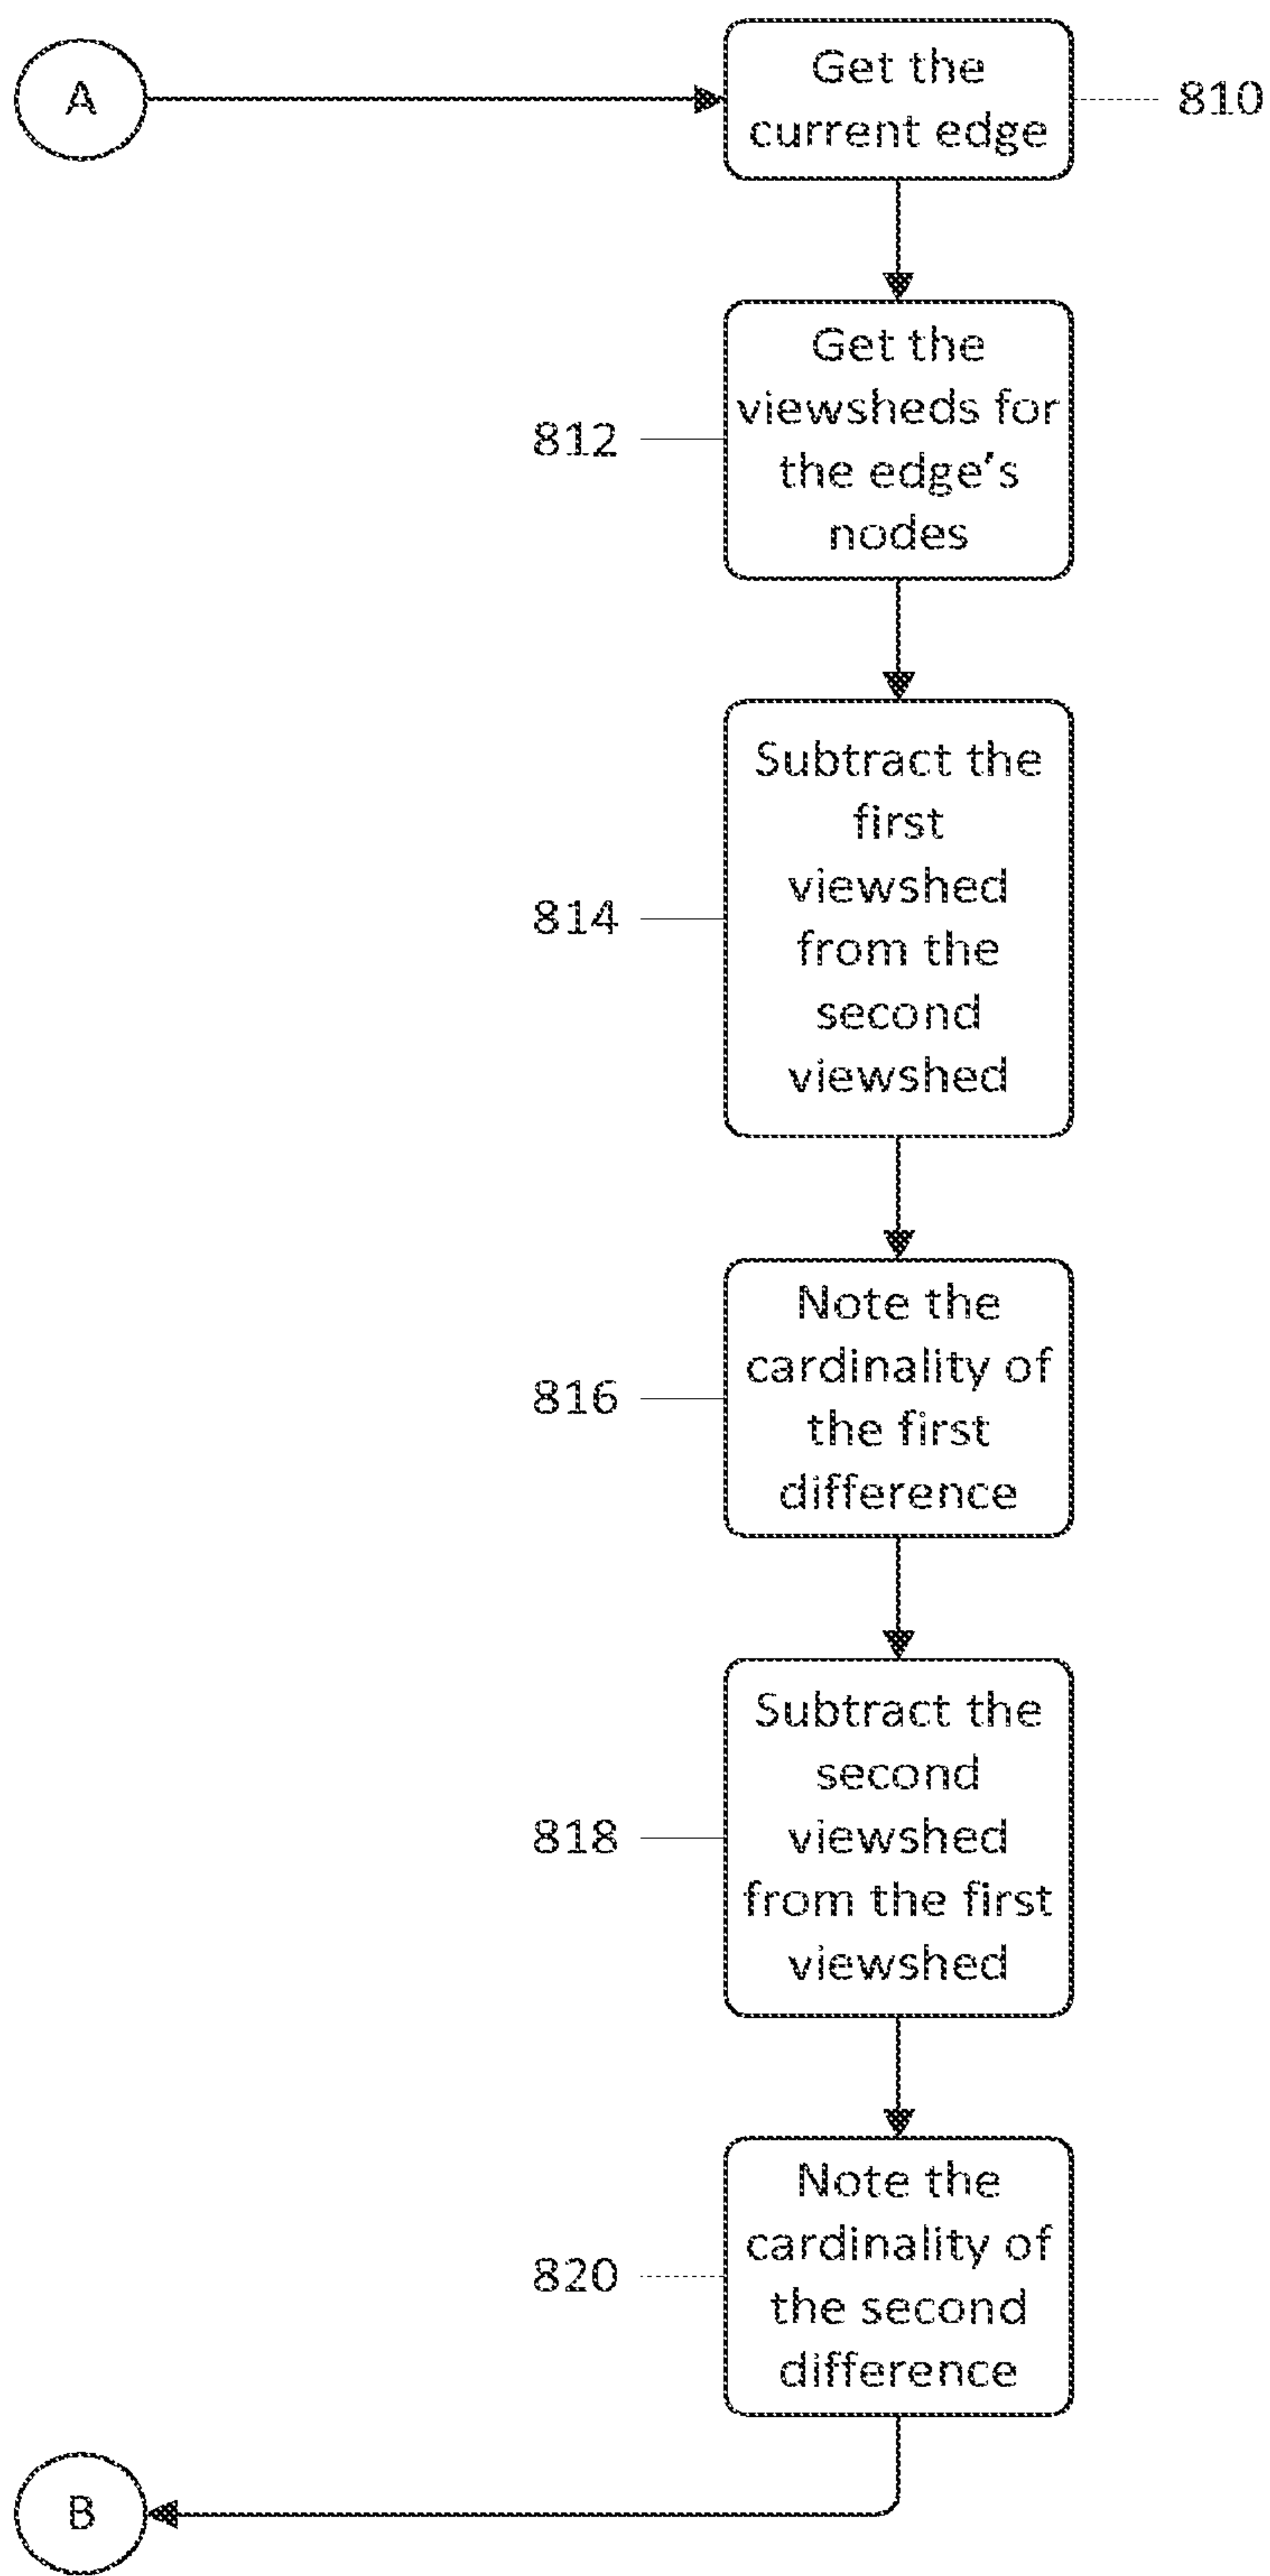 A
Get the
current edge
810
Get the
viewsheds for
the edge's
nodes
812
Subtract the
first
viewshed
from the
second
viewshed
814
Note the
cardinality of
the first
difference
816
Subtract the
second
viewshed
from the first
viewshed
818
Note the
cardinality of
the second
difference
820
B